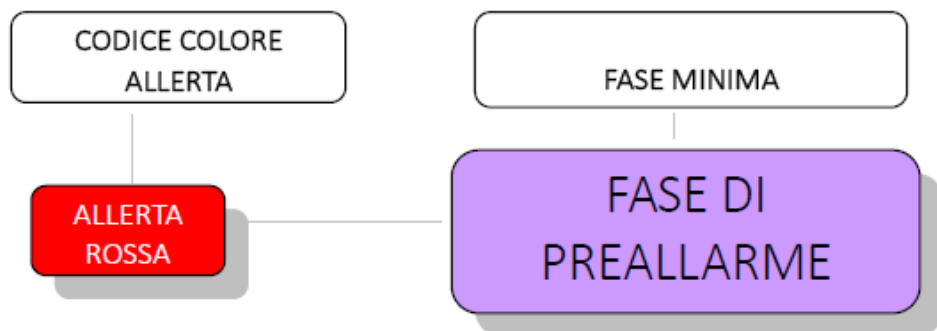 CODICE COLORE
ALLERTA
FASE MINIMA
ALLERTA
ROSSA
FASE DI
PREALLARME